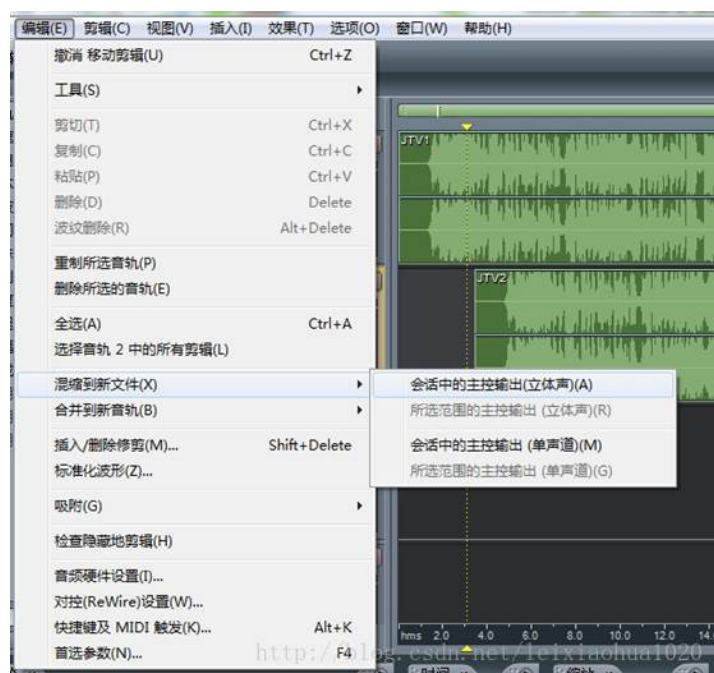 编辑(E) 剪辑(C) 视图(V) 插入(I) 效果(T) 选项(O) 窗口(W) 帮助(H)
撤消 移动剪辑(U) Ctrl+Z
工具(S)
剪切(T) Ctrl+X
复制(C) Ctrl+C
粘贴(P) Ctrl+V
删除(D) Delete
波纹删除(R) Alt+Delete
重制所选音轨(P)
删除所选的音轨(E)
全选(A) Ctrl+A
选择音轨 2 中的所有剪辑(L)
混缩到新文件(X)
合并到新音轨(B)
插入/删除修剪(M)... Shift+Delete
标准化波形(Z)...
吸附(G)
检查隐藏地剪辑(H)
音频硬件设置(I)...
对控(ReWire)设置(W)...
快捷键及 MIDI 触发(K)... Alt+K
首选参数(N)... F4
会话中的主控输出(立体声)(A)
所选范围的主控输出 (立体声)(R)
会话中的主控输出 (单声道)(M)
所选范围的主控输出 (单声道)(G)
JTV1
JTV2
hms 2.0 4.0 6.0 8.0 10.0 12.0 14.
http://blog.csdn.net/leixiaohua1020
时间